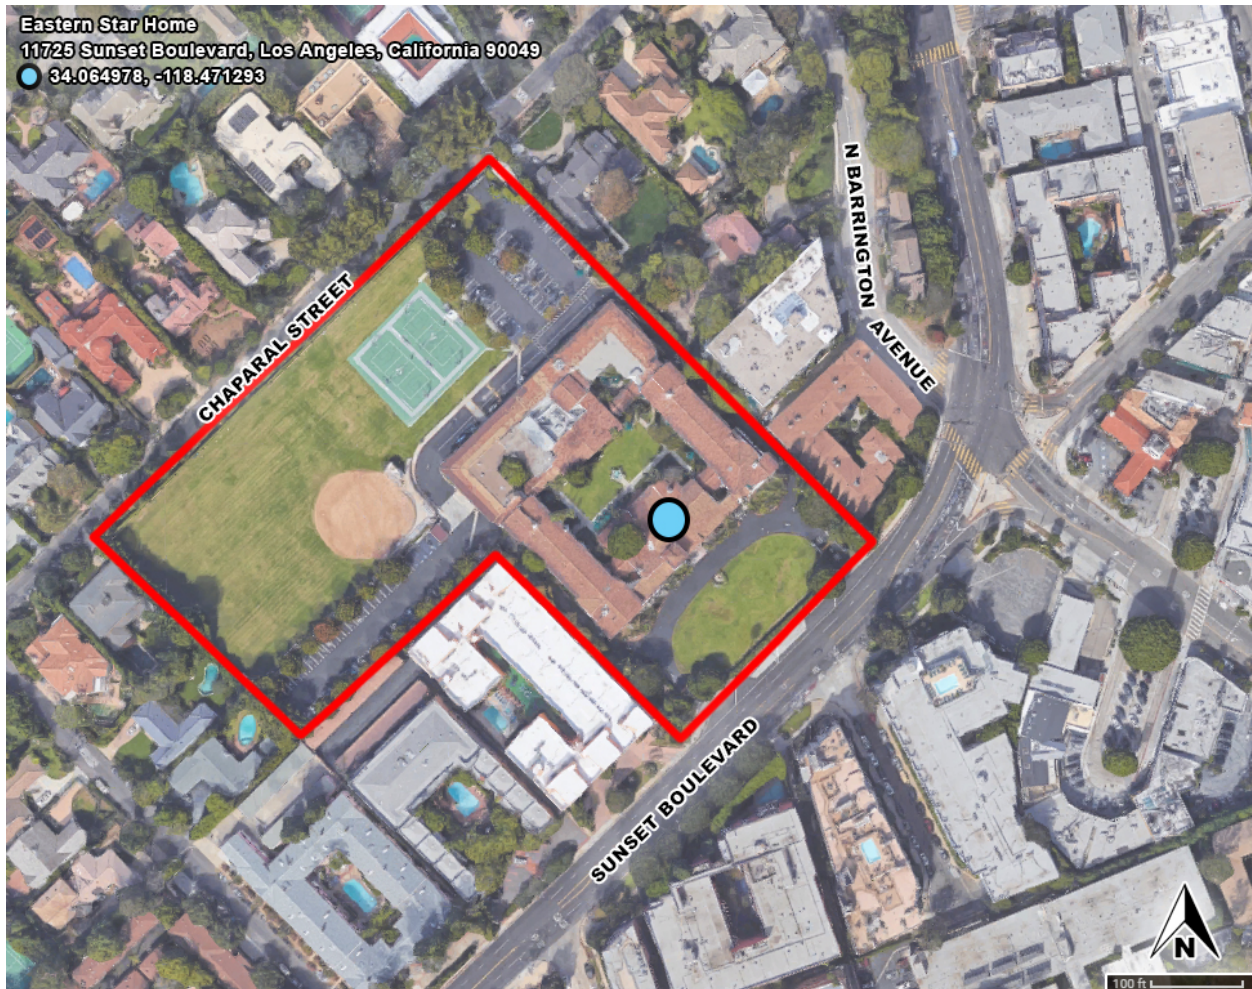 Eastern Star Home
11725 Sunset Boulevard, Los Angeles, California 90049
34.064978, -118.471293
N BARRINGTON AVENUE
CHAPARAL STREET
SUNSET BOULEVARD
N
100 ft